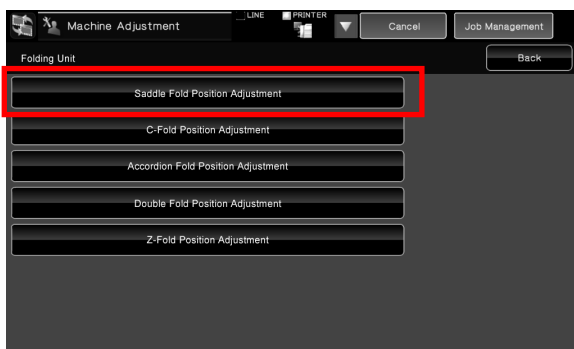 Machine Adjustment
LINE
PRINTER
Cancel
Job Management
Folding Unit
Back
Saddle Fold Position Adjustment
C-Fold Position Adjustment
Accordion Fold Position Adjustment
Double Fold Position Adjustment
Z-Fold Position Adjustment